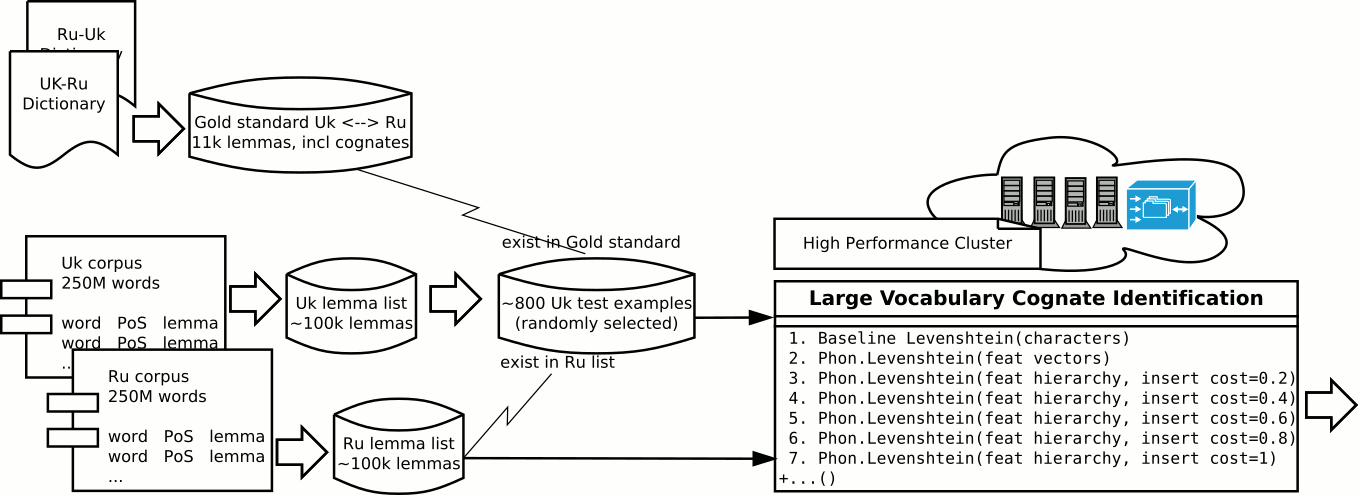 Ru-Uk
UK-Ru
Dictionary
Gold standard Uk <--> Ru
11k lemmas, incl cognates
exist in Gold standard
Uk corpus
250M words
word PoS lemma
word PoS lemma
..
Uk lemma list
~100k lemmas
~800 Uk test examples
(randomly selected)
exist in Ru list
Ru corpus
250M words
word PoS lemma
word PoS lemma
...
Ru lemma list
~100k lemmas
High Performance Cluster
Large Vocabulary Cognate Identification
1. Baseline Levenshtein(characters)
2. Phon.Levenshtein(feat vectors)
3. Phon.Levenshtein(feat hierarchy, insert cost=0.2)
4. Phon.Levenshtein(feat hierarchy, insert cost=0.4)
5. Phon.Levenshtein(feat hierarchy, insert cost=0.6)
6. Phon.Levenshtein(feat hierarchy, insert cost=0.8)
7. Phon.Levenshtein(feat hierarchy, insert cost=1)
+...()